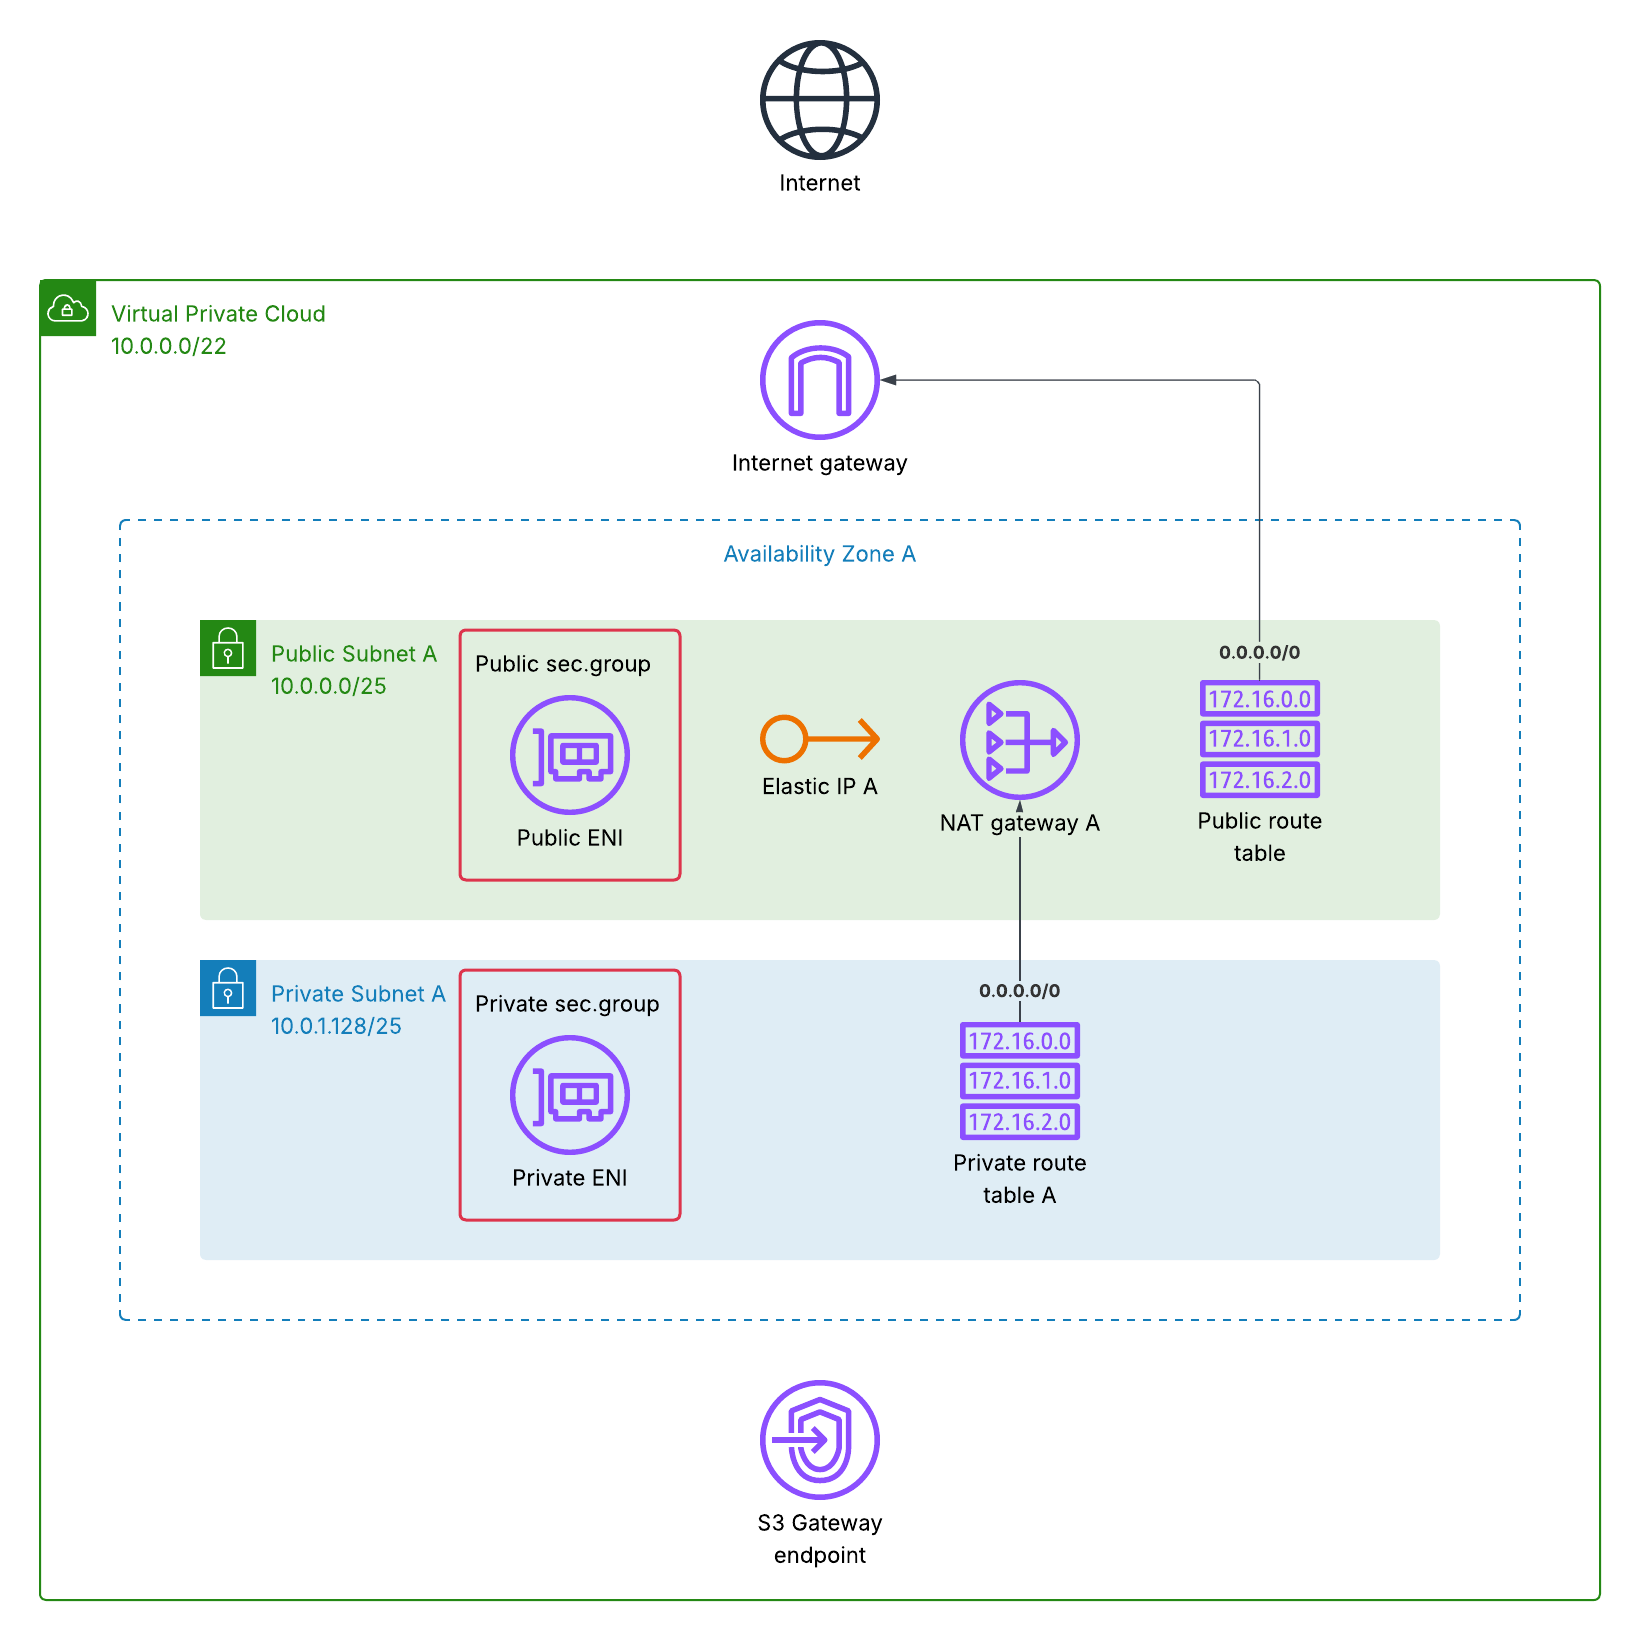 Internet
Virtual Private Cloud
10.0.0.0/22
Internet gateway
Availability Zone A
Public Subnet A
10.0.0.0/25
Public sec.group
Public ENI
Elastic IP A
NAT gateway A
0.0.0.0/0
172.16.0.0
172.16.1.0
172.16.2.0
Public route
table
Private Subnet A
10.0.1.128/25
Private sec.group
Private ENI
0.0.0.0/0
172.16.0.0
172.16.1.0
172.16.2.0
Private route
table A
S3 Gateway
endpoint